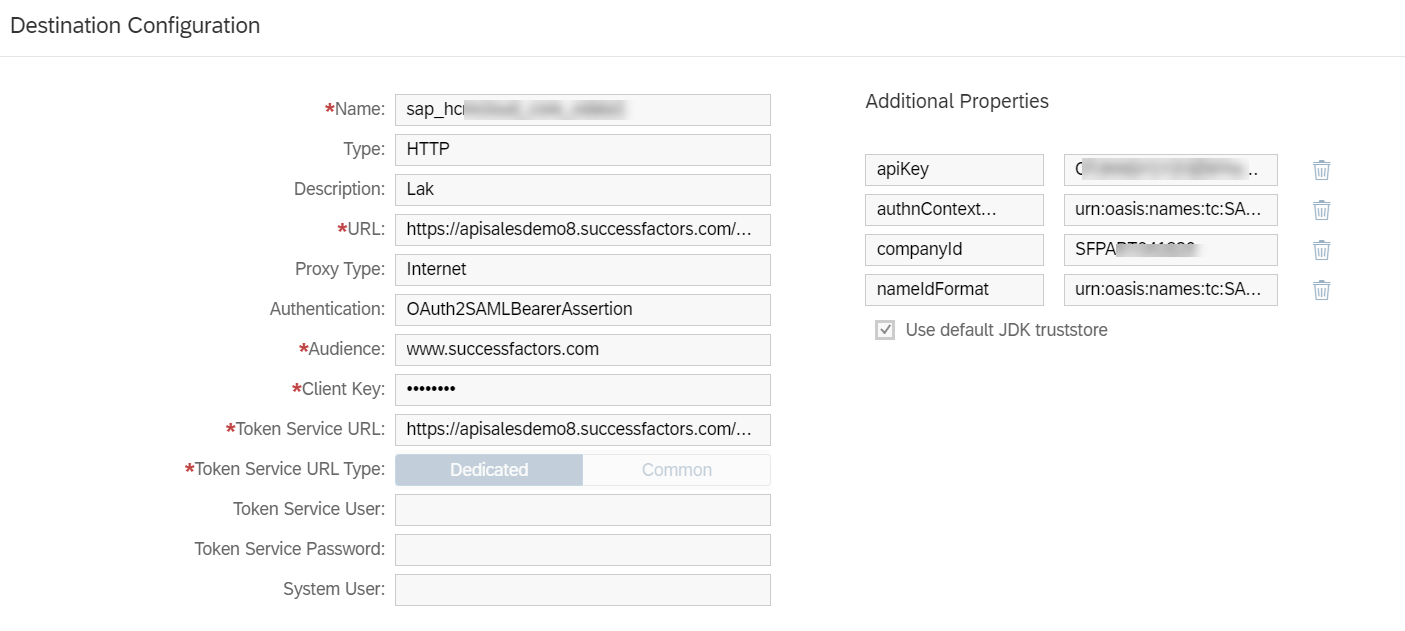 Destination Configuration
*Name: sap_hc
Type: HTTP
Description: Lak
*URL: https://apisalesdemo8.successfactors.com/...
Proxy Type: Internet
Authentication: OAuth2SAMLBearerAssertion
*Audience: www.successfactors.com
*Client Key: ••••••••
*Token Service URL: https://apisalesdemo8.successfactors.com/...
*Token Service URL Type: Dedicated Common
Token Service User:
Token Service Password:
System User:
Additional Properties
apiKey
authnContext... urn:oasis:names:tc:SA...
companyId SFPA
nameIdFormat urn:oasis:names:tc:SA...
Use default JDK truststore